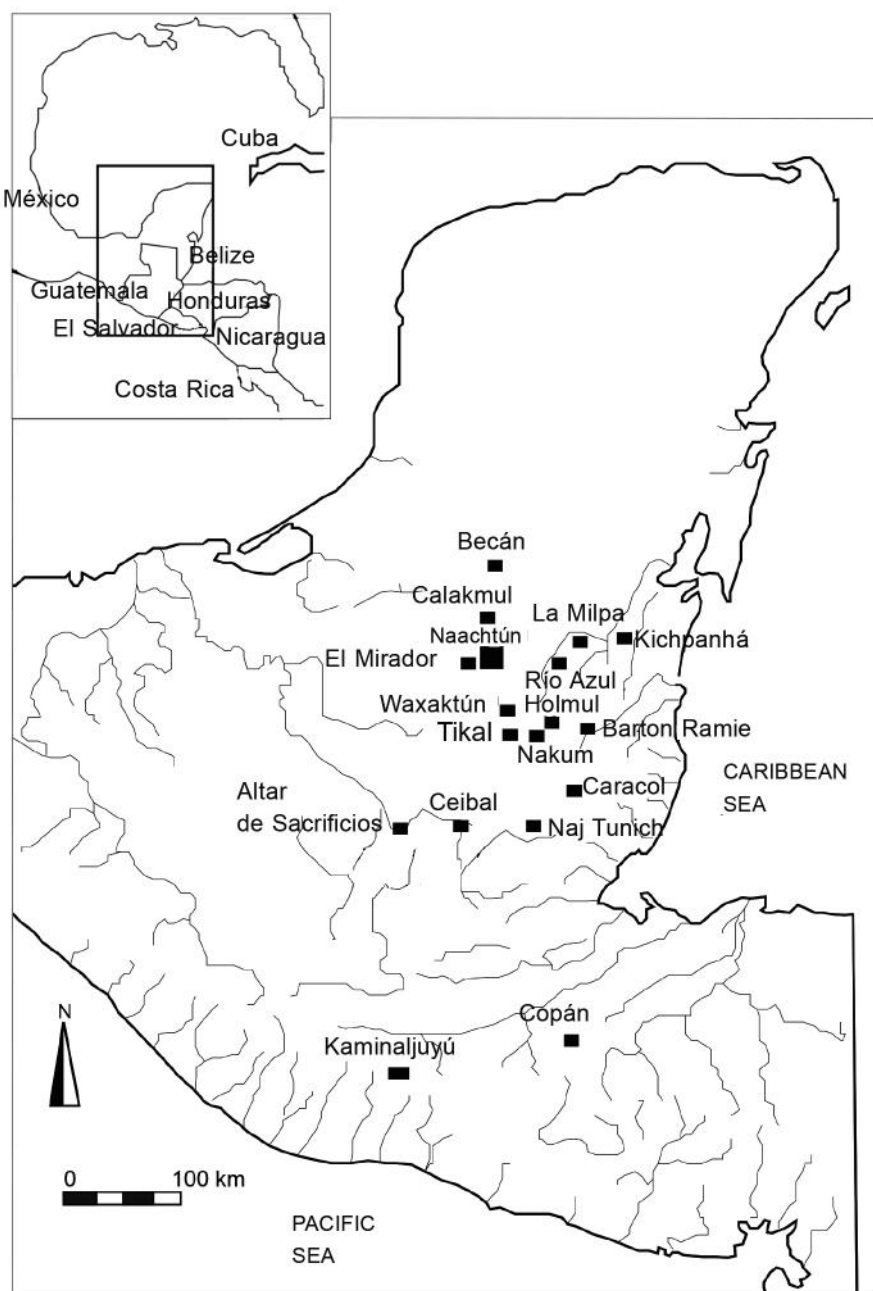 Cuba
México
Belize
Guatemala
Honduras
El Salvador
Nicaragua
Costa Rica
Becán
Calakmul
La Milpa
Naachtún
Kichpanhá
El Mirador
Río Azul
Waxaktún
Holmul
Tikal
Barton Ramie
Nakum
CARIBBEAN
SEA
Caracol
Altar
de Sacrificios
Ceibal
Naj Tunich
N
Copán
Kaminaljuyú
0 100 km
PACIFIC
SEA